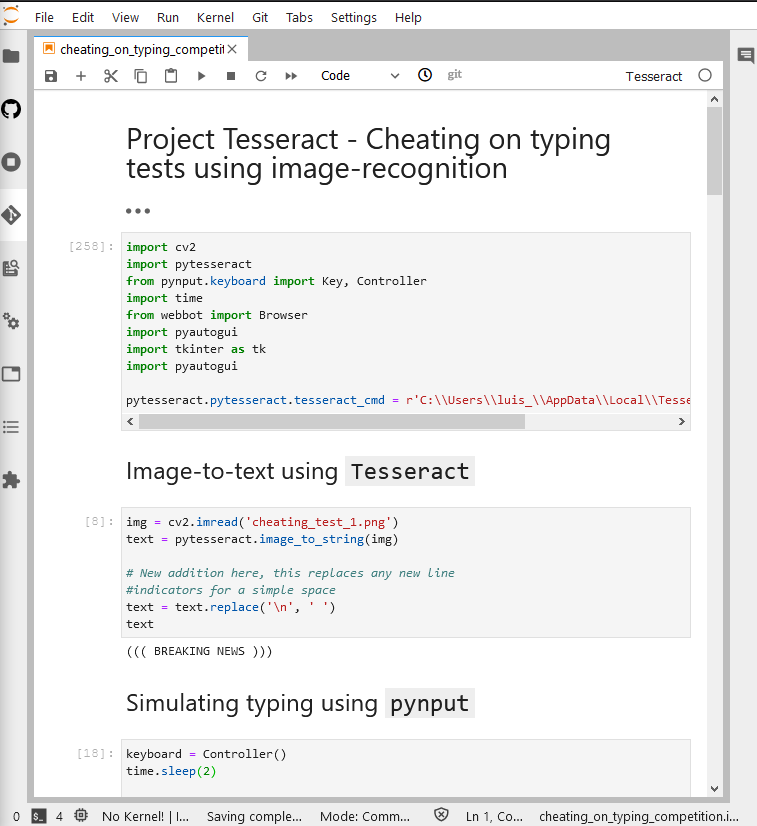 File Edit View Run Kernel Git Tabs Settings Help
cheating_on_typing_competit
Code
git
Tesseract
Project Tesseract - Cheating on typing
tests using image-recognition
[258]:
import cv2
import pytesseract
from pynput.keyboard import Key, Controller
import time
from webbot import Browser
import pyautogui
import tkinter as tk
import pyautogui
pytesseract.pytesseract.tesseract_cmd = r'C:\\Users\\luis_\\AppData\\Local\\Tesse
Image-to-text using Tesseract
[8]:
img = cv2.imread('cheating_test_1.png')
text = pytesseract.image_to_string(img)
# New addition here, this replaces any new line
#indicators for a simple space
text = text.replace('\n', ' ')
text
((( BREAKING NEWS )))
Simulating typing using pynput
[18]:
keyboard = Controller()
time.sleep(2)
0 $_ 4 No Kernel! | I... Saving comple... Mode: Comm... Ln 1, Co... cheating_on_typing_competition.i...